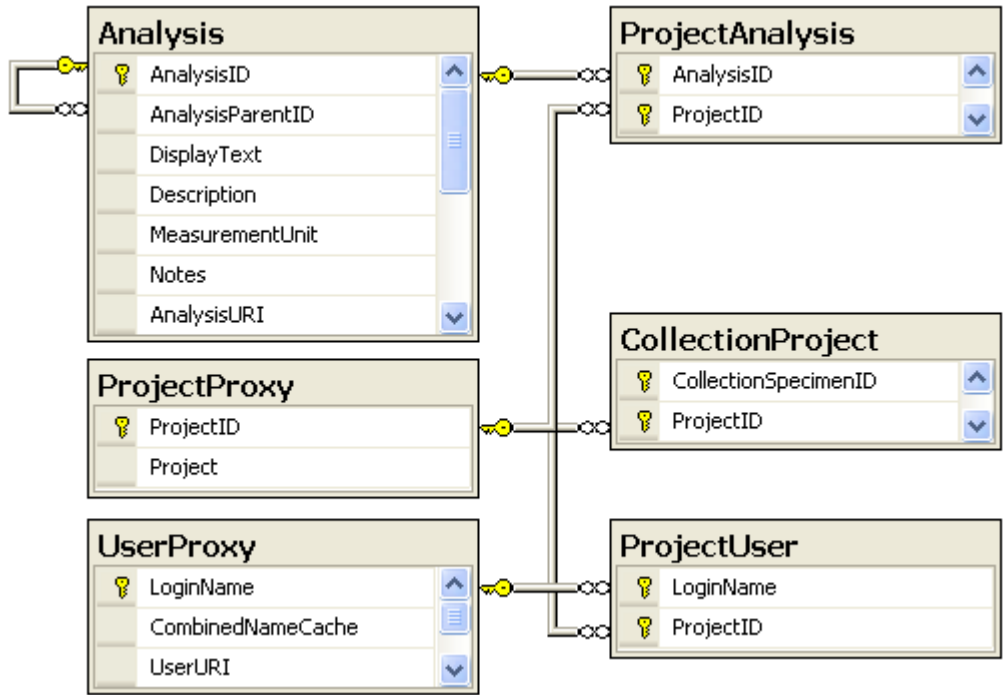 Analysis
AnalysisID
AnalysisParentID
DisplayText
Description
MeasurementUnit
Notes
AnalysisURI
ProjectAnalysis
AnalysisID
ProjectID
ProjectProxy
ProjectID
Project
CollectionProject
CollectionSpecimenID
ProjectID
UserProxy
LoginName
CombinedNameCache
UserURI
ProjectUser
LoginName
ProjectID